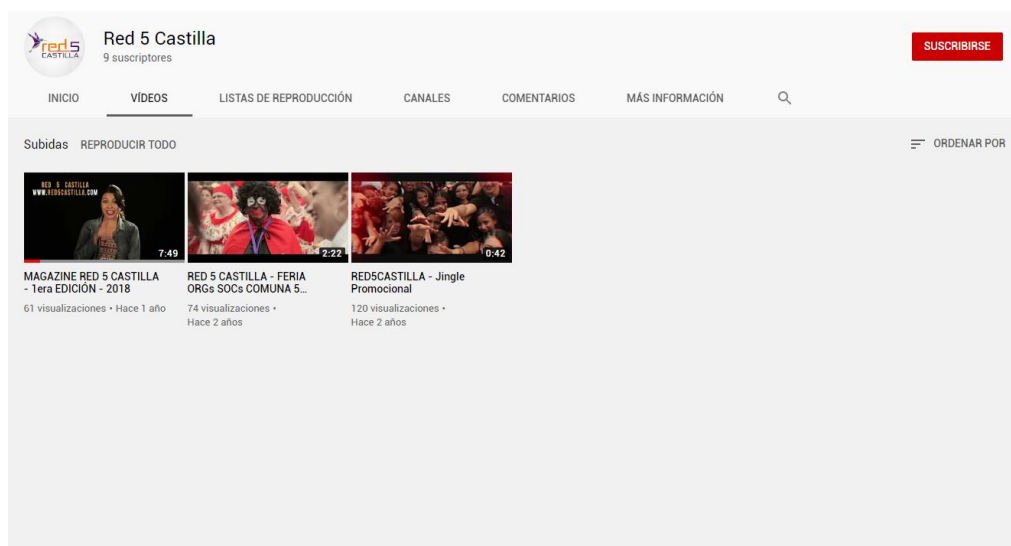 red5
CASTILLA
Red 5 Castilla
9 suscriptores
SUSCRIBIRSE
INICIO
VÍDEOS
LISTAS DE REPRODUCCIÓN
CANALES
COMENTARIOS
MÁS INFORMACIÓN
Subidas
REPRODUCIR TODO
ORDENAR POR
RED 5 CASTILLA
WWW.RED5CASTILLA.COM
7:49
MAGAZINE RED 5 CASTILLA
- 1era EDICIÓN - 2018
61 visualizaciones • Hace 1 año
2:22
RED 5 CASTILLA - FERIA
ORGs SOCs COMUNA 5...
74 visualizaciones •
Hace 2 años
0:42
RED5CASTILLA - Jingle
Promocional
120 visualizaciones •
Hace 2 años